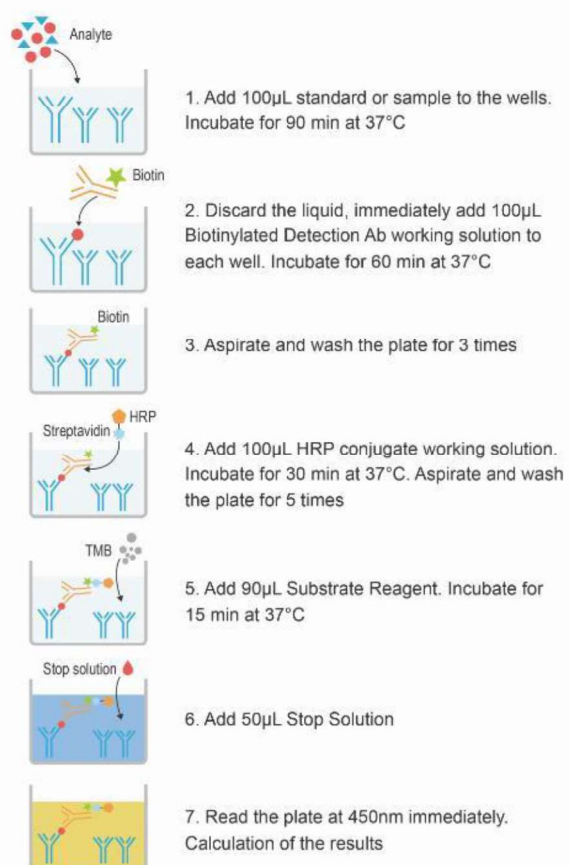 Analyte
1. Add 100μL standard or sample to the wells.
Incubate for 90 min at 37°C
Biotin
2. Discard the liquid, immediately add 100μL
Biotinylated Detection Ab working solution to
each well. Incubate for 60 min at 37°C
Biotin
3. Aspirate and wash the plate for 3 times
HRP
Streptavidin
4. Add 100μL HRP conjugate working solution.
Incubate for 30 min at 37°C. Aspirate and wash
the plate for 5 times
TMB
5. Add 90μL Substrate Reagent. Incubate for
15 min at 37°C
Stop solution
6. Add 50μL Stop Solution
7. Read the plate at 450nm immediately.
Calculation of the results